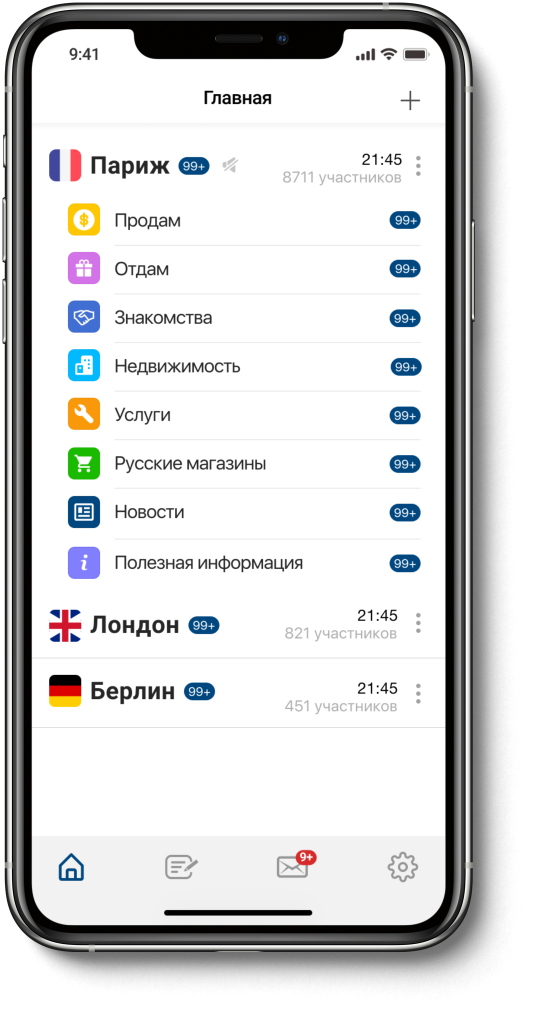 9:41
Главная
Париж 99+ 21:45
8711 участников
Продам 99+
Отдам 99+
Знакомства 99+
Недвижимость 99+
Услуги 99+
Русские магазины 99+
Новости 99+
i Полезная информация 99+
Лондон 99+ 21:45
821 участников
Берлин 99+ 21:45
451 участников
9+